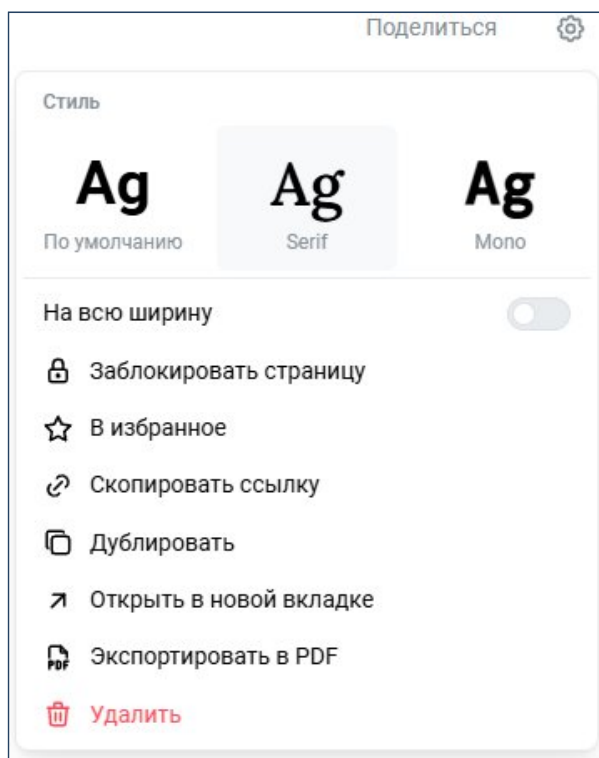 Поделиться
Стиль
Ag Ag Ag
По умолчанию Serif Mono
На всю ширину
Заблокировать страницу
В избранное
Скопировать ссылку
Дублировать
Открыть в новой вкладке
PDF Экспортировать в PDF
Удалить